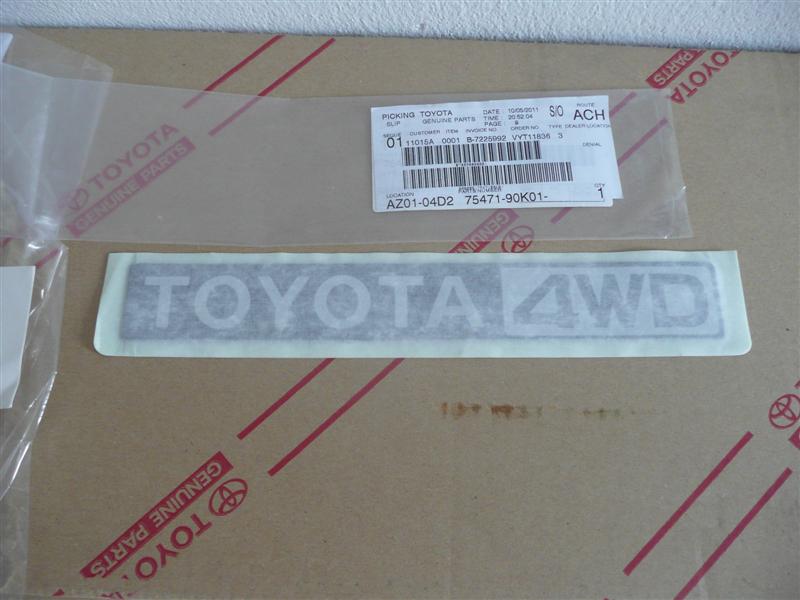 PICKING TOYOTA DATE : 10/05/2011 S/O ROUTE
SLIP GENUINE PARTS TIME : 20:52:04 ACH
PAGE : 9
SEQUE CUSTOMER ITEM INVOICE NO. ORDER NO. TYPE DEALER LOCATION
01 11015A 0001 B-7225992 VYT11836 3
DENIAL
LOCATION QTY
AZ01-04D2 75471-90K01- 1
TOYOTA 4WD
TOYOTA
GENUINE PARTS
TOYOTA
PARTS
TOYOTA
GENUINE PARTS